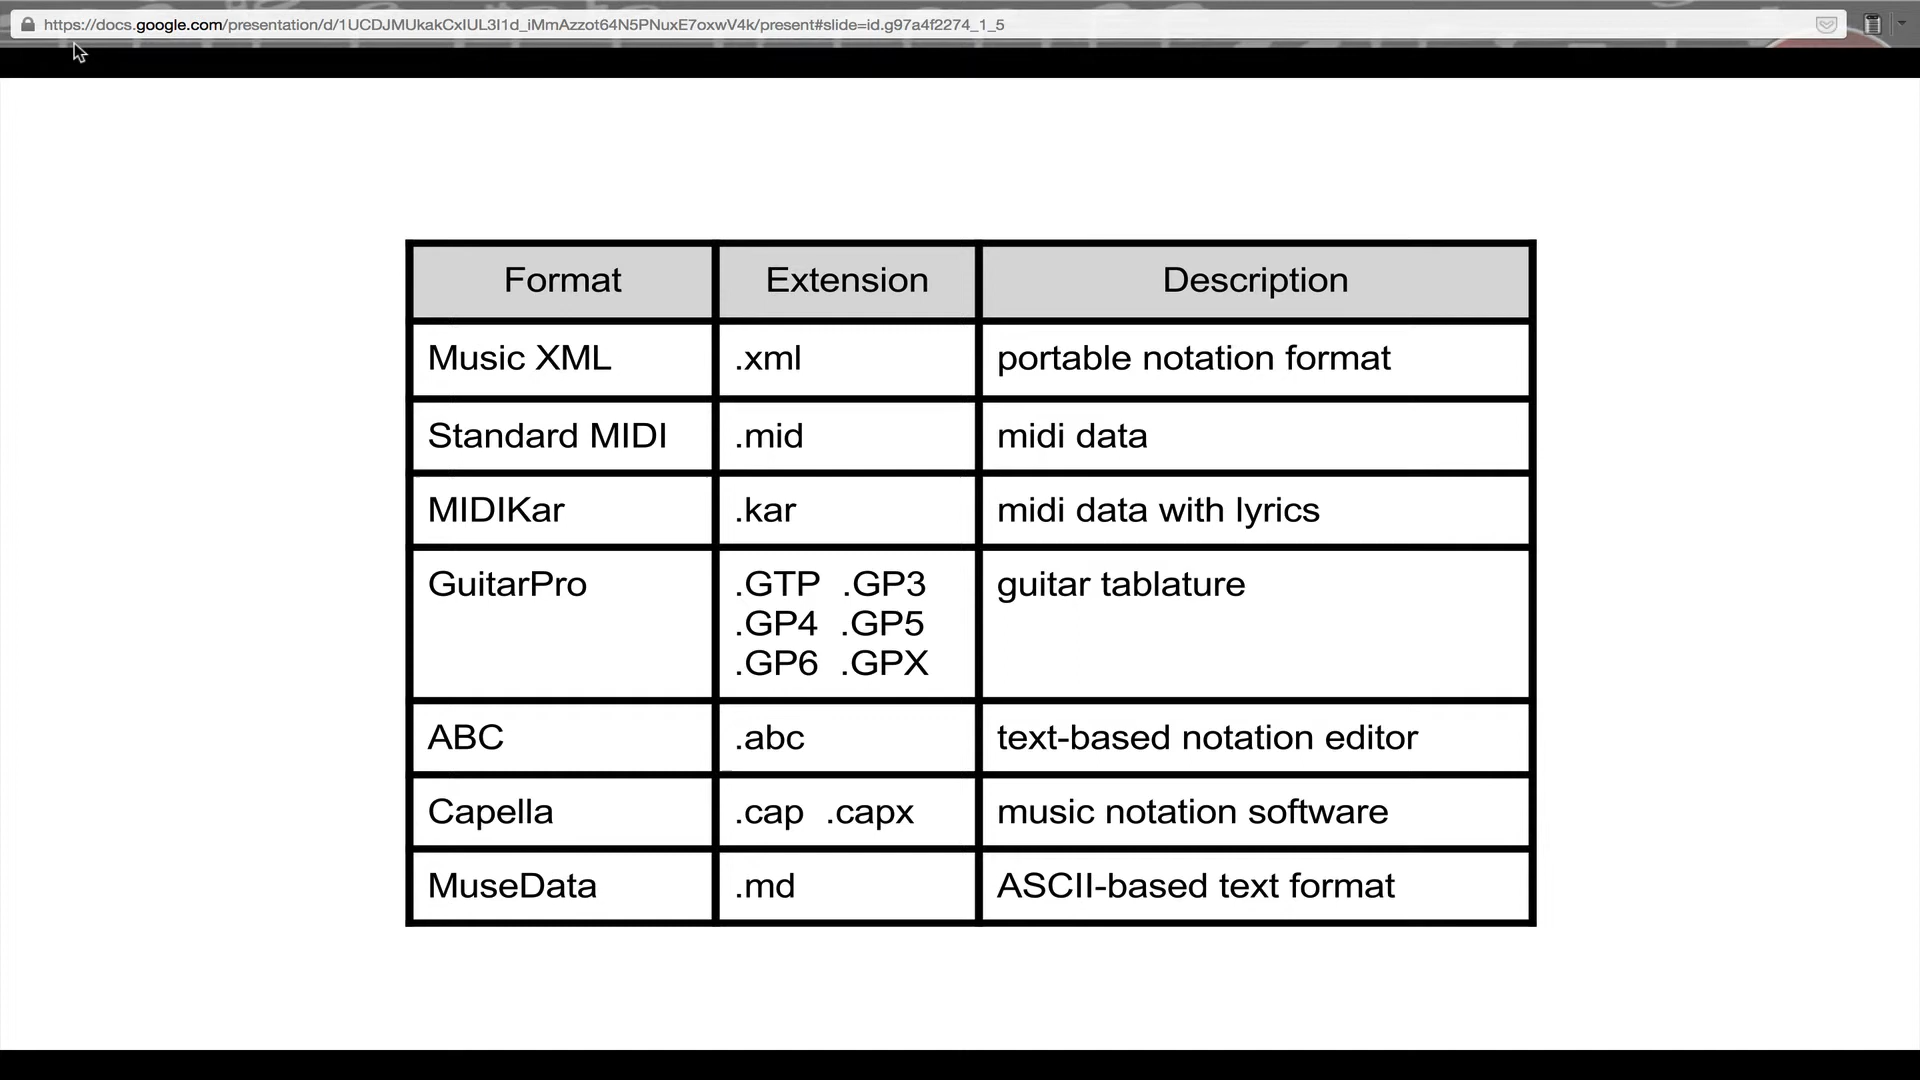 https://docs.google.com/presentation/d/1UCDJMUkakCxIUL3I1d_iMmAzzot64N5PNuxE7oxwV4k/present#slide=id.g97a4f2274_1_5
Format Extension Description
Music XML .xml portable notation format
Standard MIDI .mid midi data
MIDIKar .kar midi data with lyrics
GuitarPro .GTP .GP3 guitar tablature
.GP4 .GP5
.GP6 .GPX
ABC .abc text-based notation editor
Capella .cap .capx music notation software
MuseData .md ASCII-based text format